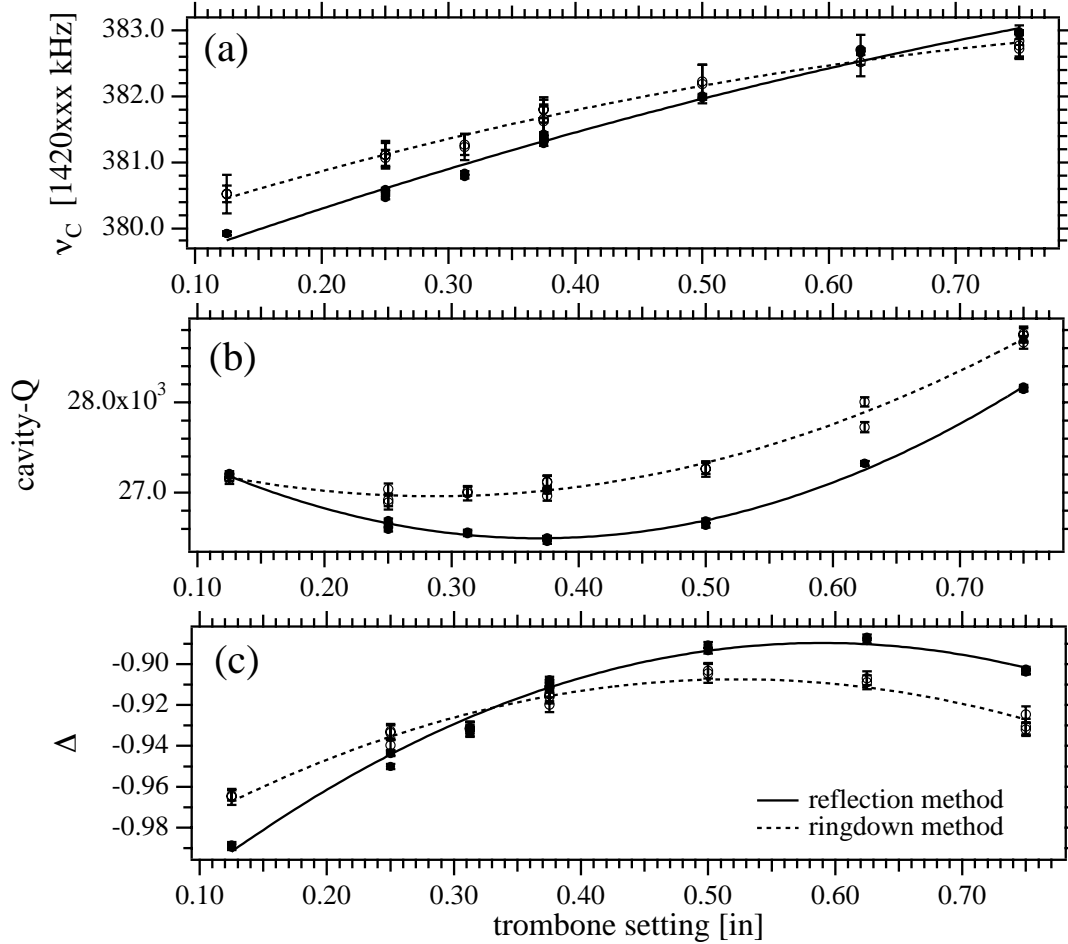 (a)
383.0
382.0
381.0
380.0
ν_C [1420xxx kHz]
0.10 0.20 0.30 0.40 0.50 0.60 0.70
(b)
28.0x10³
27.0
cavity-Q
0.10 0.20 0.30 0.40 0.50 0.60 0.70
(c)
-0.90
-0.92
-0.94
-0.96
-0.98
Δ
reflection method
ringdown method
0.10 0.20 0.30 0.40 0.50 0.60 0.70
trombone setting [in]